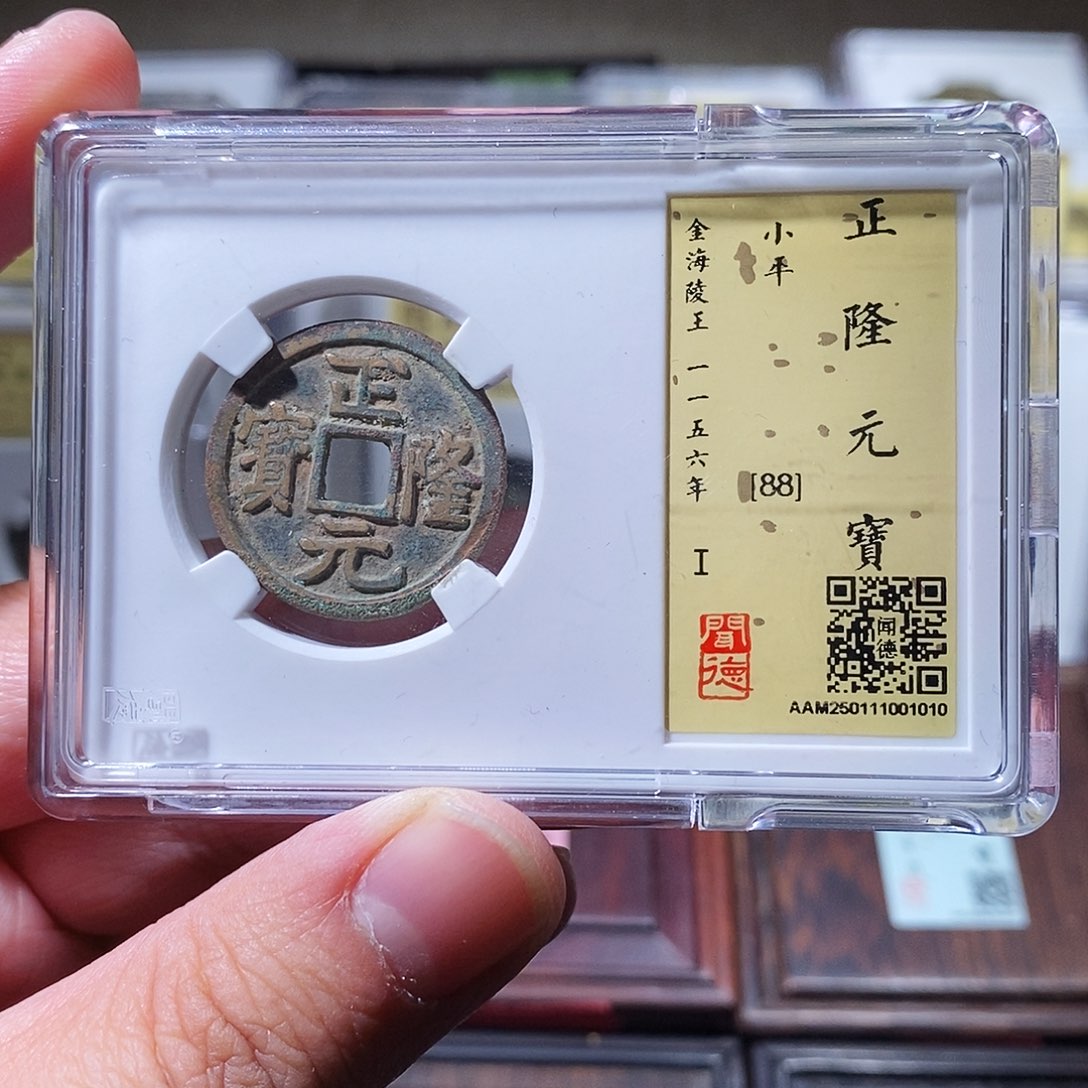 正隆元寶
正隆元寶
小平
[88]
金海陵王 一一五六年 I
聞德
闻德
AAM250111001010